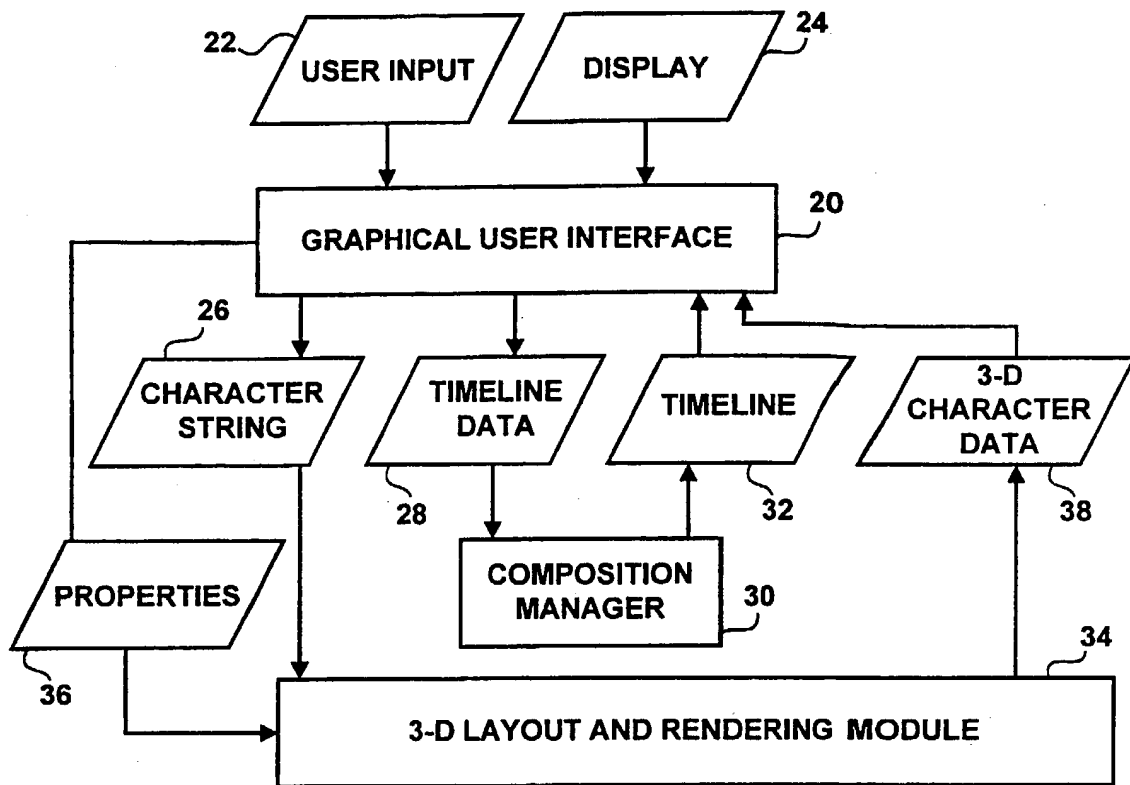 22
USER INPUT
24
DISPLAY
20
GRAPHICAL USER INTERFACE
26
CHARACTER
STRING
TIMELINE
DATA
28
TIMELINE
32
3-D
CHARACTER
DATA
38
PROPERTIES
36
COMPOSITION
MANAGER
30
34
3-D LAYOUT AND RENDERING MODULE